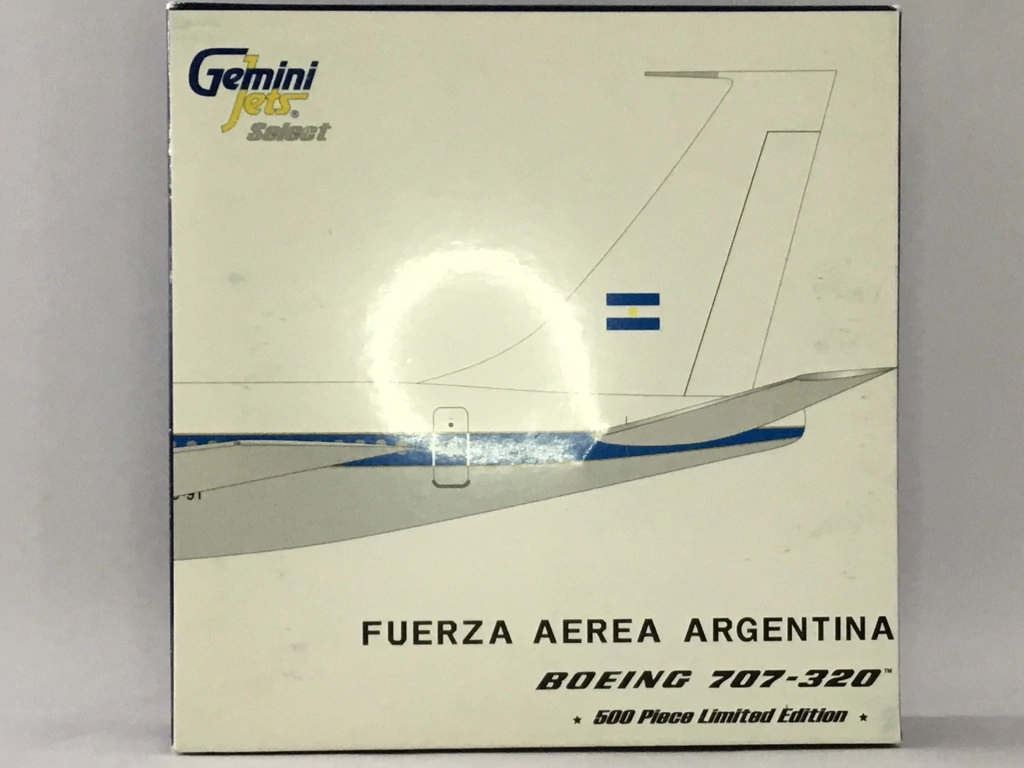 Gemini
Jets®
Select
FUERZA AEREA ARGENTINA
BOEING 707-320™
★ 500 Piece Limited Edition ★